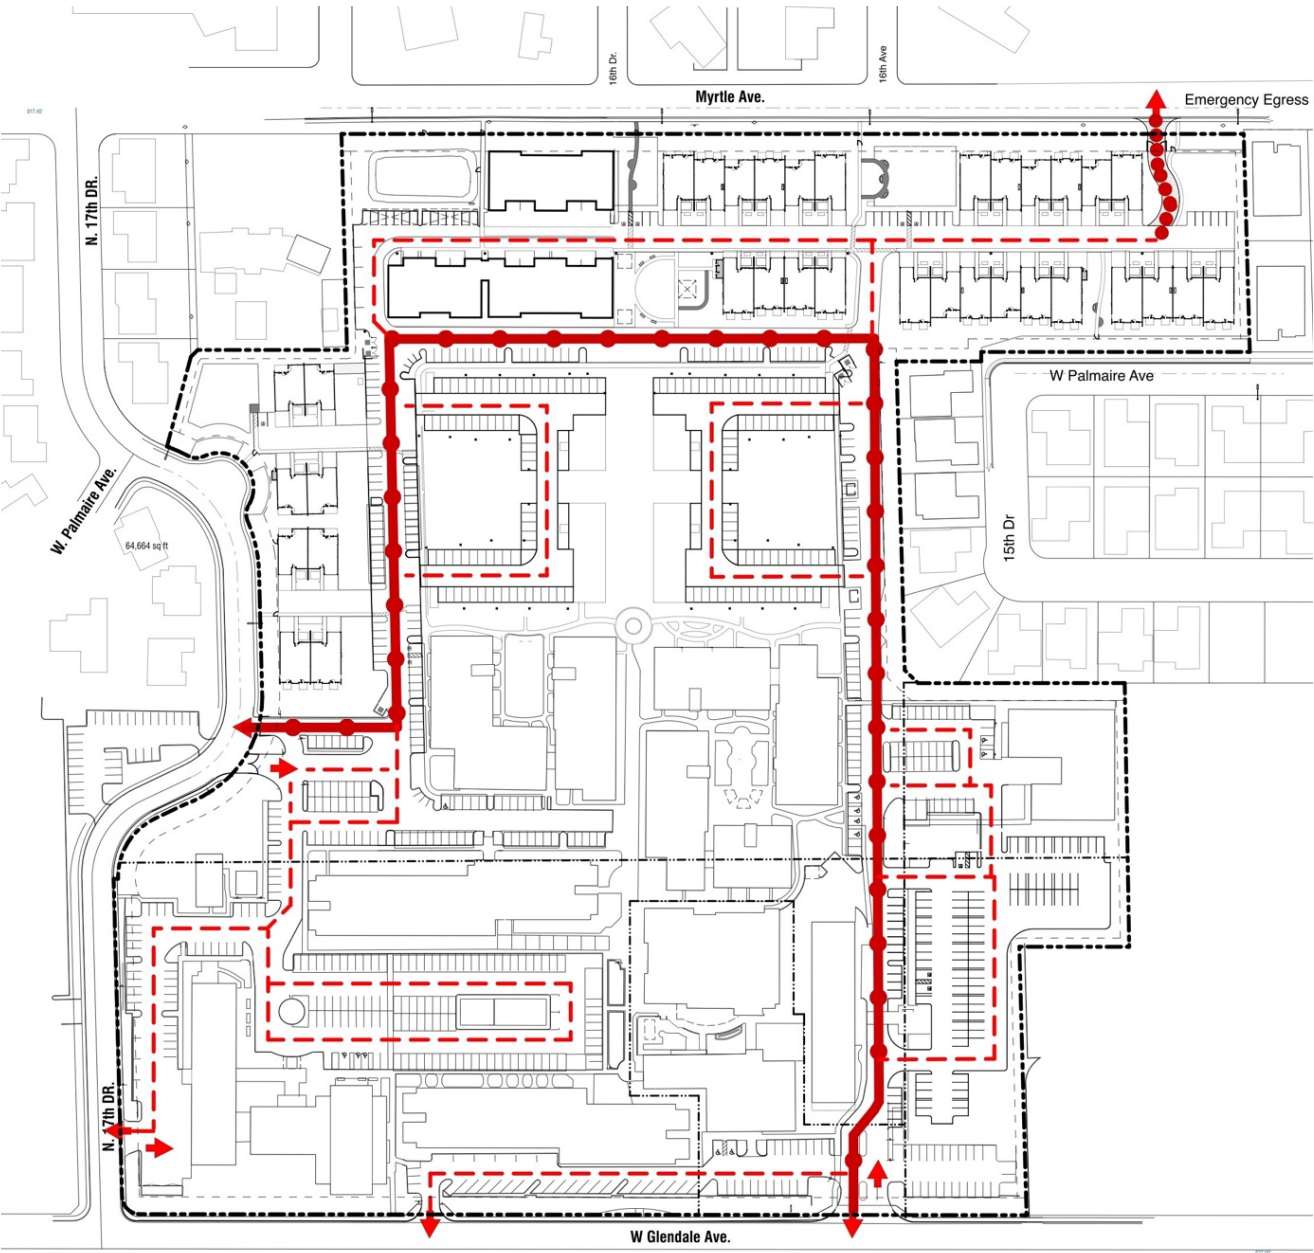 16th Dr.
16th Ave
Myrtle Ave.
Emergency Egress
N. 17th DR.
W Palmaire Ave
W. Palmaire Ave.
64,664 sq ft
15th Dr
N. 17th DR.
W Glendale Ave.